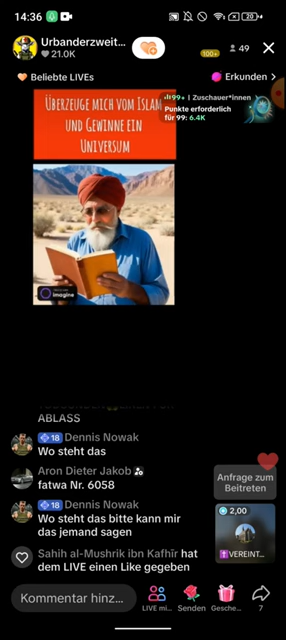 14:36
20
Urbanderzweit...
21.0K
100+
49
Beliebte LIVEs
Erkunden >
ÜBERZEUGE MICH VOM ISLAM
UND GEWINNE EIN
UNIVERSUM
99+ | Zuschauer*innen
Punkte erforderlich
für 99: 6.4K
imagine
ABLASS
18 Dennis Nowak
Wo steht das
Aron Dieter Jakob
fatwa Nr. 6058
18 Dennis Nowak
Wo steht das bitte kann mir
das jemand sagen
Sahih al-Mushrik ibn Kafhîr hat
dem LIVE einen Like gegeben
Anfrage zum
Beitreten
2,00
VEREINT...
Kommentar hinz...
LIVE mi...
Senden
Gesche...
7